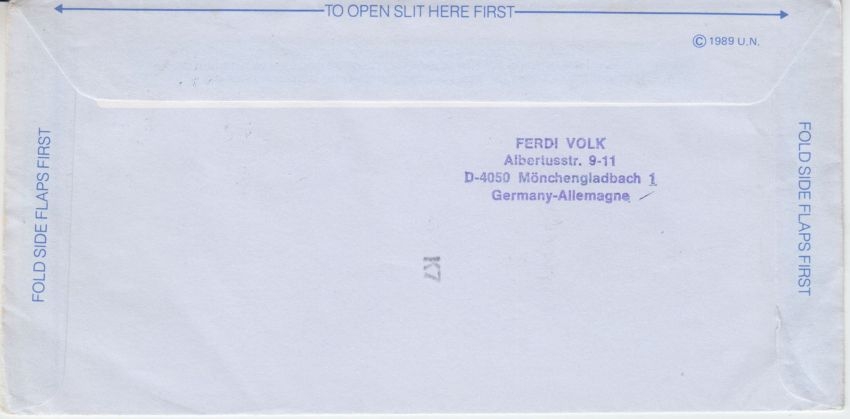 TO OPEN SLIT HERE FIRST
© 1989 U.N.
FOLD SIDE FLAPS FIRST
FERDI VOLK
Albertusstr. 9-11
D-4050 Mönchengladbach 1
Germany-Allemagne
K7
FOLD SIDE FLAPS FIRST